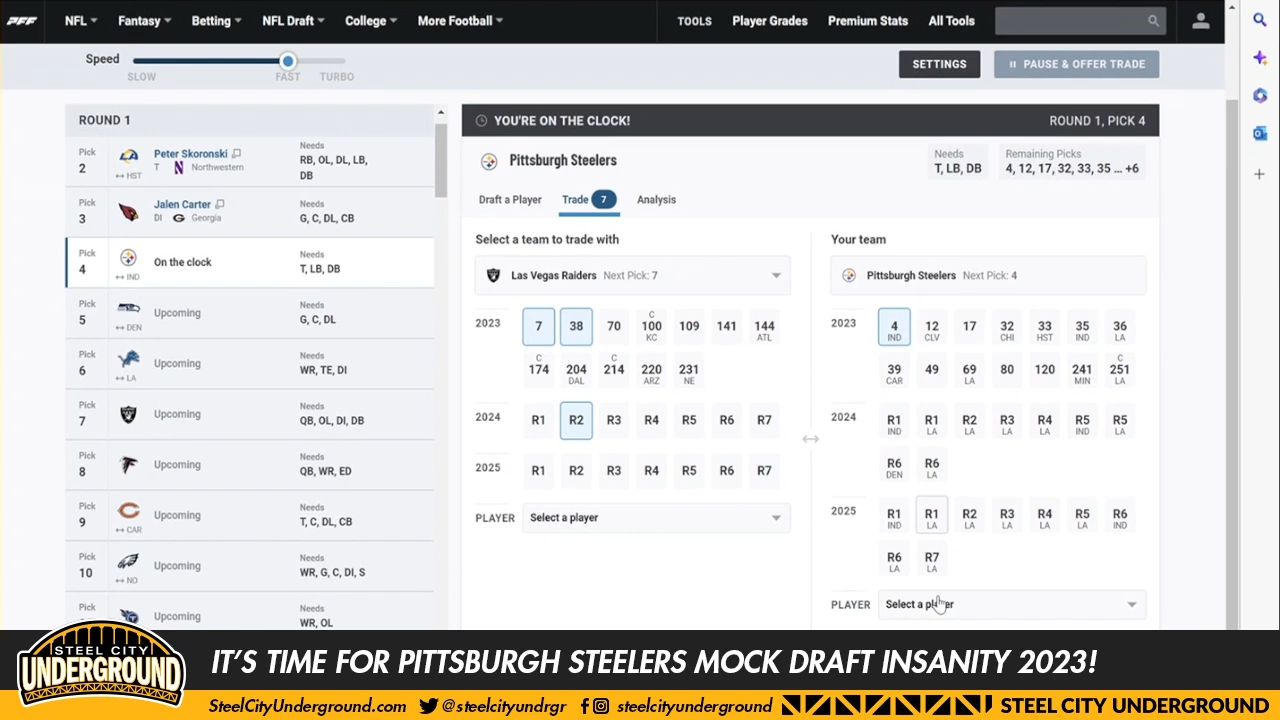 PFF
NFL
Fantasy
Betting
NFL Draft
College
More Football
TOOLS
Player Grades
Premium Stats
All Tools
Speed
SLOW
FAST
TURBO
SETTINGS
PAUSE & OFFER TRADE
ROUND 1
Pick
2
HST
Peter Skoronski
T N Northwestern
Needs
RB, OL, DL, LB,
DB
Pick
3
Jalen Carter
DI G Georgia
Needs
G, C, DL, CB
Pick
4
IND
On the clock
Needs
T, LB, DB
Pick
5
DEN
Upcoming
Needs
G, C, DL
Pick
6
LA
Upcoming
Needs
WR, TE, DI
Pick
7
Upcoming
Needs
QB, OL, DI, DB
Pick
8
Upcoming
Needs
QB, WR, ED
Pick
9
CAR
Upcoming
Needs
T, C, DL, CB
Pick
10
NO
Upcoming
Needs
WR, G, C, DI, S
Upcoming
Needs
WR, OL
YOU'RE ON THE CLOCK!
ROUND 1, PICK 4
Pittsburgh Steelers
Needs
T, LB, DB
Remaining Picks
4, 12, 17, 32, 33, 35 ... +6
Draft a Player
Trade 7
Analysis
Select a team to trade with
Las Vegas Raiders Next Pick: 7
2023
7 38 70 C 100 KC 109 141 144 ATL
C 174 204 DAL C 214 220 ARZ 231 NE
2024
R1 R2 R3 R4 R5 R6 R7
2025
R1 R2 R3 R4 R5 R6 R7
PLAYER Select a player
Your team
Pittsburgh Steelers Next Pick: 4
2023
4 IND 12 CLV 17 32 CHI 33 HST 35 IND 36 LA
39 CAR 49 69 LA 80 120 241 MIN C 251 LA
2024
R1 IND R1 LA R2 LA R3 LA R4 LA R5 IND R5 LA
R6 DEN R6 LA
2025
R1 IND R1 LA R2 LA R3 LA R4 LA R5 LA R6 IND
R6 LA R7 LA
PLAYER Select a player
STEEL CITY
UNDERGROUND
IT'S TIME FOR PITTSBURGH STEELERS MOCK DRAFT INSANITY 2023!
SteelCityUnderground.com
@steelcityundrgr
steelcityunderground
STEEL CITY UNDERGROUND